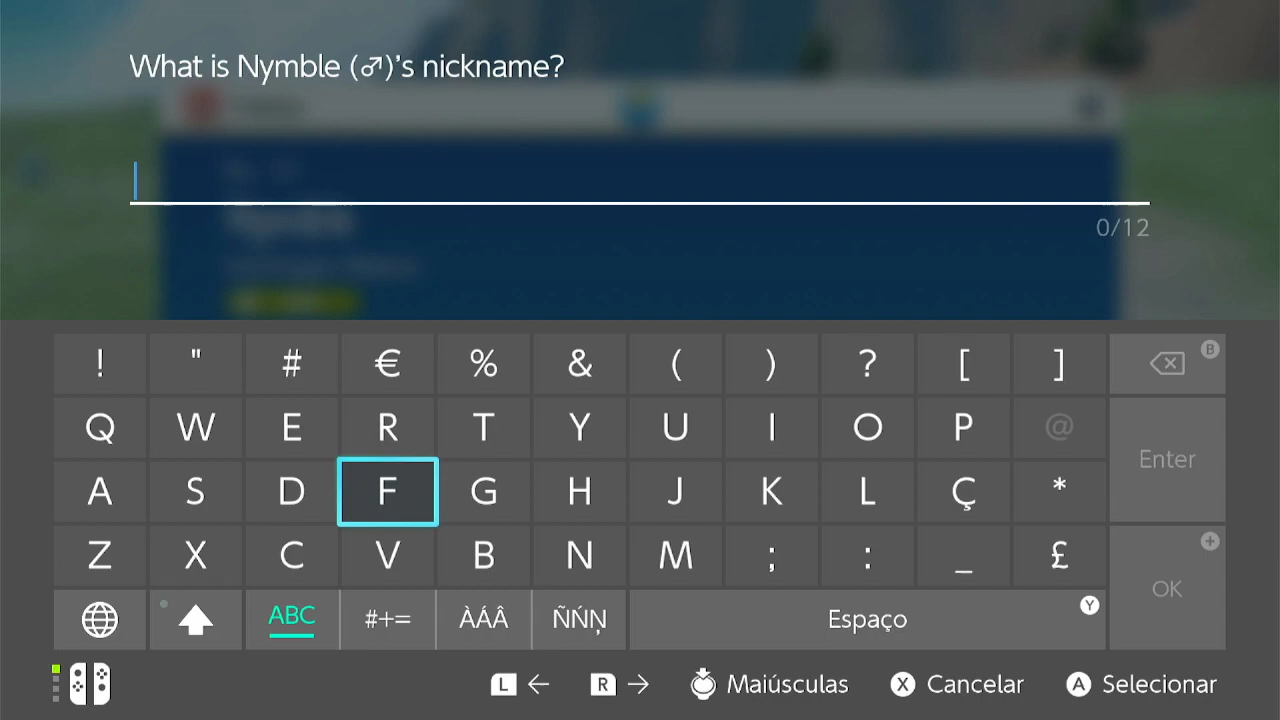 What is Nymble (♂)'s nickname?
0/12
! " # € % & ( ) ? [ ] B
Q W E R T Y U I O P @
A S D F G H J K L Ç * Enter
Z X C V B N M ; : _ £ OK
ABC #+= ÀÁÂ ÑŃŅ Espaço Y
L ← R → Maiúsculas X Cancelar A Selecionar